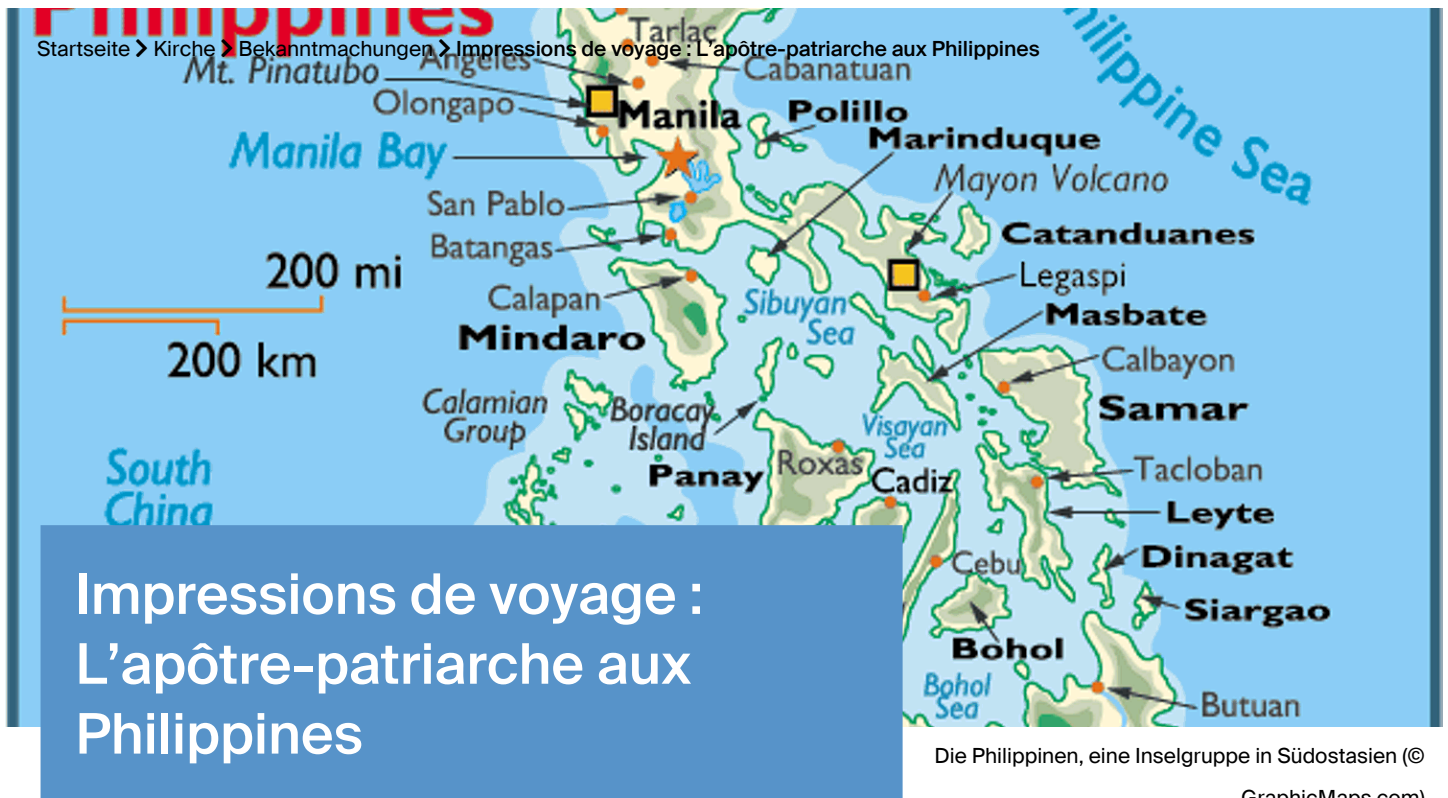 Philippines
Startseite > Kirche > Bekanntmachungen > Impressions de voyage : L'apôtre-patriarche aux Philippines
Tarlac
Mt. Pinatubo
Angeles
Cabanatuan
Olongapo
Manila
Polillo
Philippine Sea
Marinduque
Manila Bay
Mayon Volcano
San Pablo
Catanduanes
Batangas
Legaspi
200 mi
Calapan
Sibuyan
Sea
Masbate
Mindaro
200 km
Calbayon
Calamian
Group
Boracay
Island
Samar
Visayan
Sea
South
China
Panay
Roxas
Cadiz
Tacloban
Leyte
Cebu
Dinagat
Siargao
Bohol
Bohol
Sea
Butuan
Impressions de voyage :
L'apôtre-patriarche aux
Philippines
Die Philippinen, eine Inselgruppe in Südostasien (©
GraphicMaps.com)